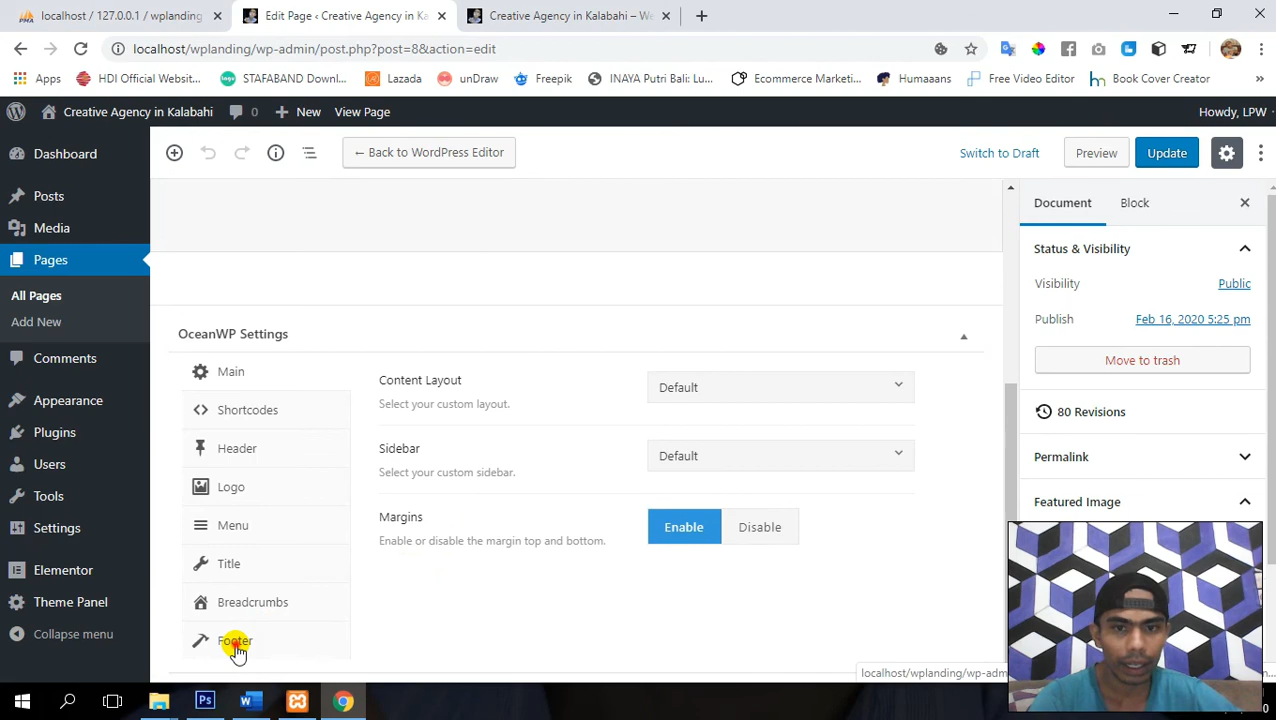 localhost / 127.0.0.1 / wplanding
Edit Page ‹ Creative Agency in Kal
Creative Agency in Kalabahi – We
localhost/wplanding/wp-admin/post.php?post=8&action=edit
Apps
HDI Official Websit...
STAFABAND Downl...
Lazada
unDraw
Freepik
INAYA Putri Bali: Lu...
Ecommerce Marketi...
Humaaans
Free Video Editor
Book Cover Creator
Creative Agency in Kalabahi
0
New
View Page
Howdy, LPW
← Back to WordPress Editor
Switch to Draft
Preview
Update
Dashboard
Posts
Media
Pages
All Pages
Add New
Comments
Appearance
Plugins
Users
Tools
Settings
Elementor
Theme Panel
Collapse menu
OceanWP Settings
Main
Shortcodes
Header
Logo
Menu
Title
Breadcrumbs
Footer
Content Layout
Select your custom layout.
Default
Sidebar
Select your custom sidebar.
Default
Margins
Enable or disable the margin top and bottom.
Enable
Disable
Document
Block
Status & Visibility
Visibility
Public
Publish
Feb 16, 2020 5:25 pm
Move to trash
80 Revisions
Permalink
Featured Image
localhost/wplanding/wp-adm